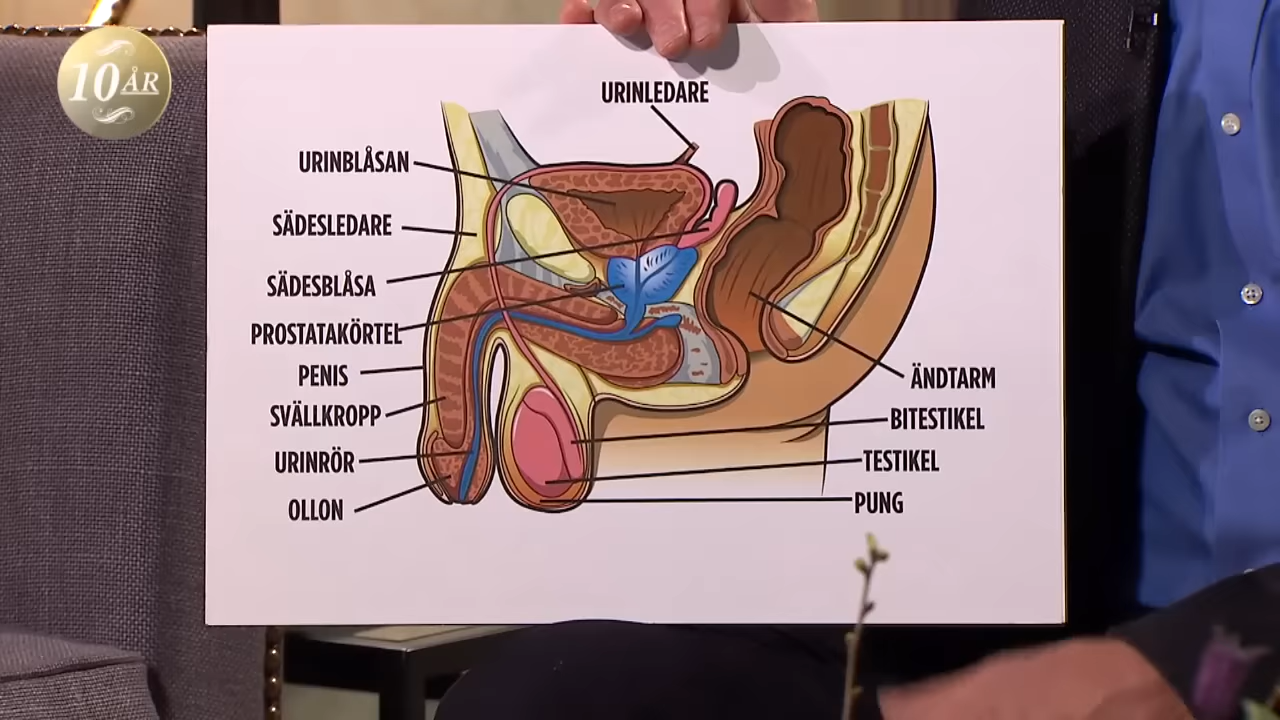 10 ÅR
URINLEDARE
URINBLÅSAN
SÄDESLEDARE
SÄDESBLÅSA
PROSTATAKÖRTEL
PENIS
SVÄLLKROPP
URINRÖR
OLLON
ÄNDTARM
BITESTIKEL
TESTIKEL
PUNG